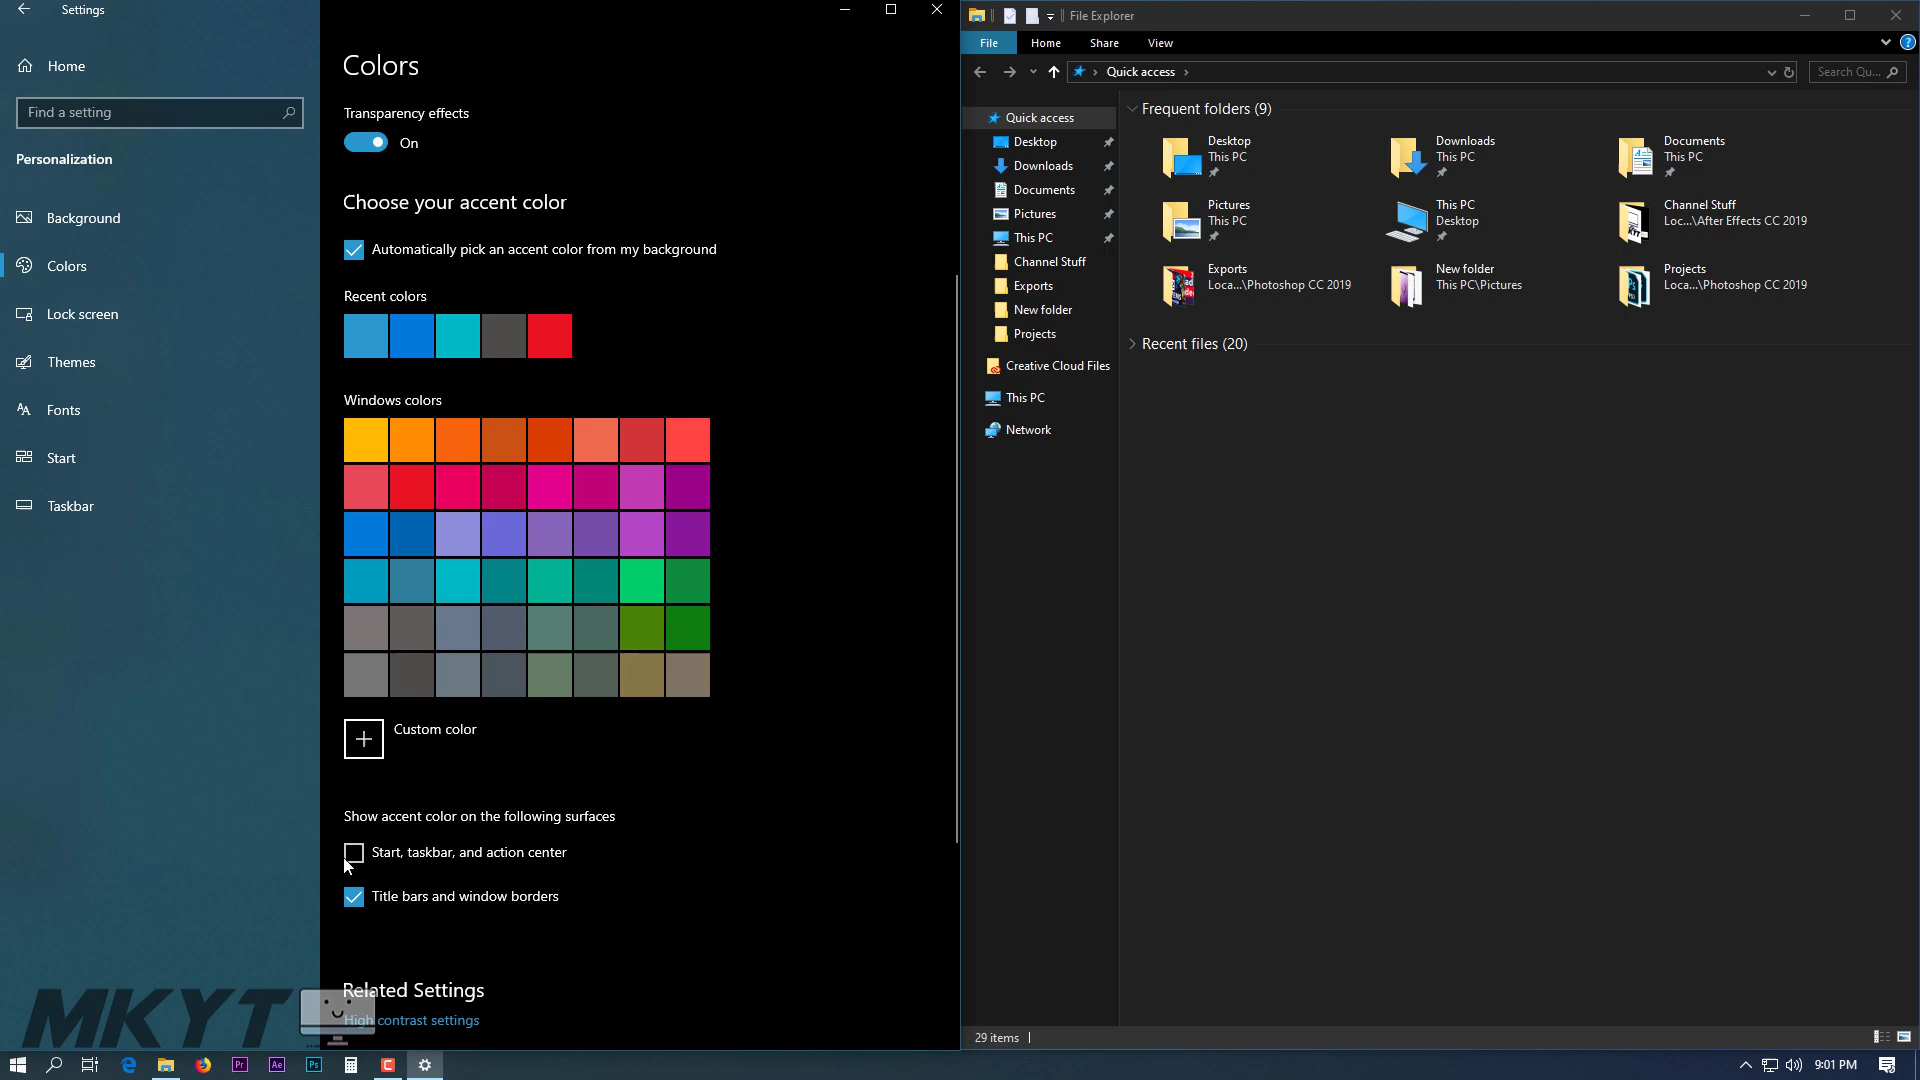 Settings
Home
Find a setting
Personalization
Background
Colors
Lock screen
Themes
Fonts
Start
Taskbar
Colors
Transparency effects
On
Choose your accent color
Automatically pick an accent color from my background
Recent colors
Windows colors
Custom color
Show accent color on the following surfaces
Start, taskbar, and action center
Title bars and window borders
Related Settings
High contrast settings
MKYT
File Explorer
File
Home
Share
View
Quick access
Search Qu...
Quick access
Desktop
Downloads
Documents
Pictures
This PC
Channel Stuff
Exports
New folder
Projects
Creative Cloud Files
This PC
Network
Frequent folders (9)
Desktop
This PC
Downloads
This PC
Documents
This PC
Pictures
This PC
This PC
Desktop
Channel Stuff
Loc...\After Effects CC 2019
Exports
Loca...\Photoshop CC 2019
New folder
This PC\Pictures
Projects
Loca...\Photoshop CC 2019
Recent files (20)
29 items
Pr
Ae
Ps
9:01 PM